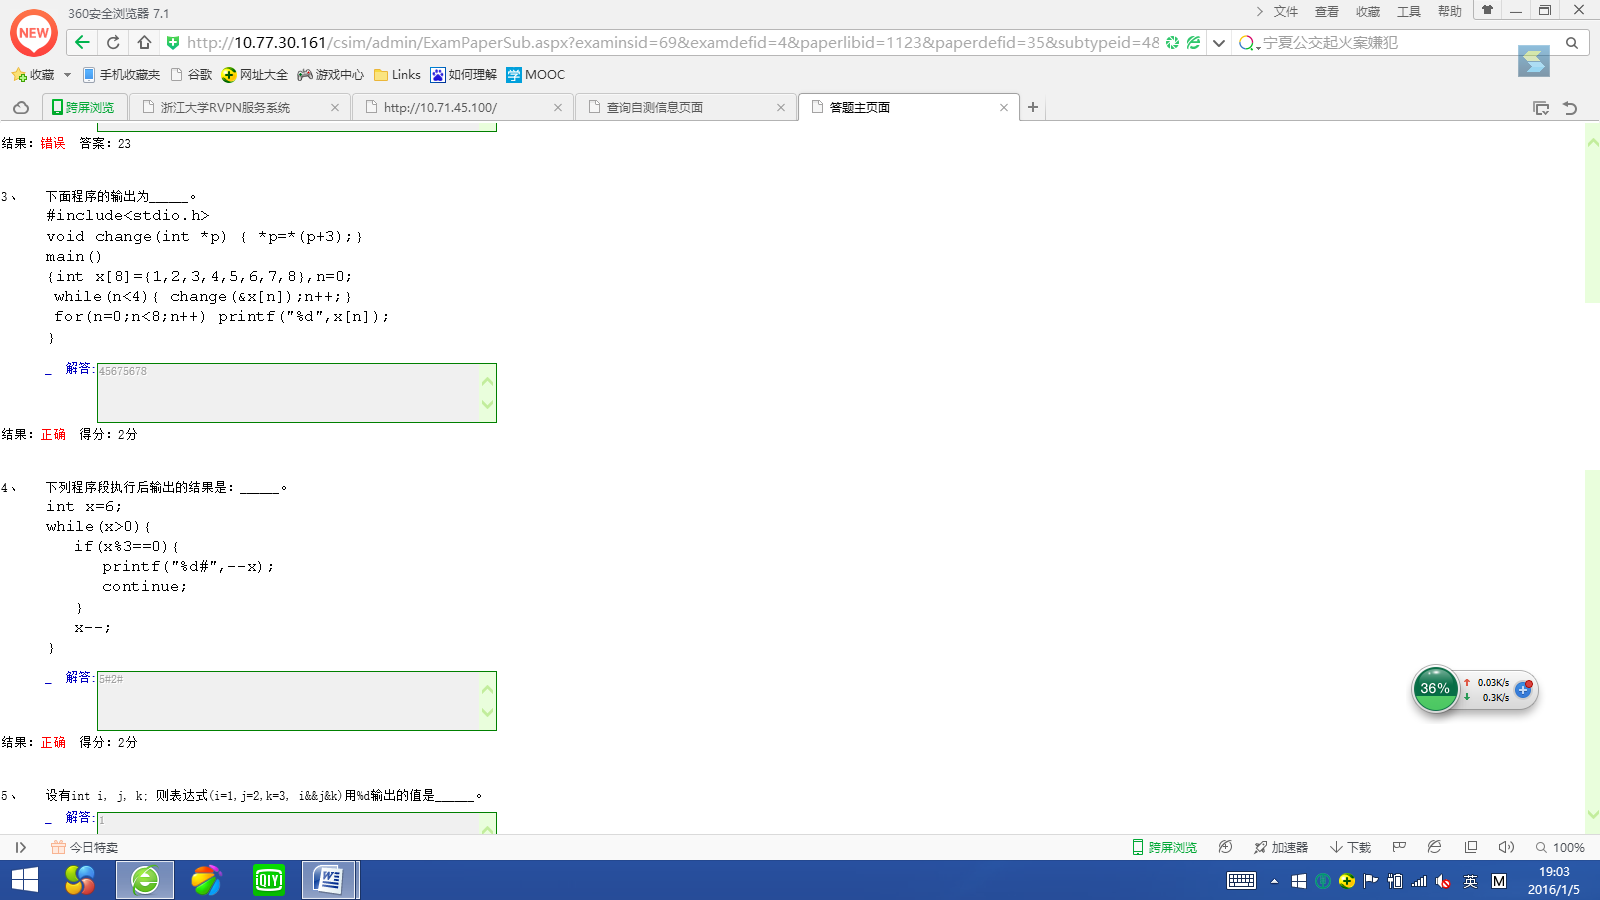 360安全浏览器 7.1
文件 查看 收藏 工具 帮助
NEW
http://10.77.30.161/csim/admin/ExamPaperSub.aspx?examinsid=69&examdefid=4&paperlibid=1123&paperdefid=35&subtypeid=4&
宁夏公交起火案嫌犯
收藏 手机收藏夹 谷歌 网址大全 游戏中心 Links 如何理解 学 MOOC
跨屏浏览 浙江大学RVPN服务系统 http://10.71.45.100/ 查询自测信息页面 答题主页面
结果: 错误 答案: 23
3、 下面程序的输出为______。
#include<stdio.h>
void change(int *p) { *p=*(p+3);}
main()
{int x[8]={1,2,3,4,5,6,7,8},n=0;
while(n<4){ change(&x[n]);n++;}
for(n=0;n<8;n++) printf("%d",x[n]);
}
_ 解答: 45675678
结果: 正确 得分: 2分
4、 下列程序段执行后输出的结果是: ______。
int x=6;
while(x>0){
if(x%3==0){
printf("%d#",--x);
continue;
}
x--;
}
_ 解答: 5#2#
结果: 正确 得分: 2分
36% 0.03K/s
0.3K/s
5、 设有int i, j, k; 则表达式(i=1,j=2,k=3, i&&j&k)用%d输出的值是______。
_ 解答: 1
今日特卖 跨屏浏览 加速器 下载 100%
QIY 英 M 19:03
2016/1/5